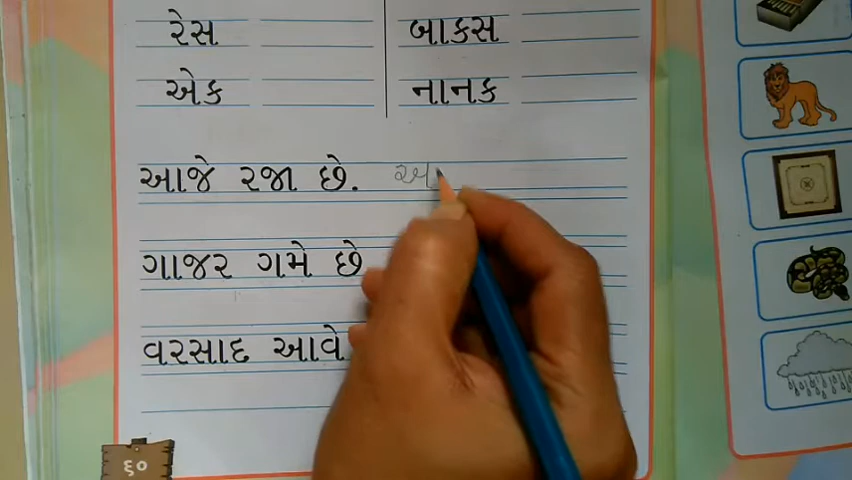 રેસ બાકસ
એક નાનક
આજે રજા છે. અ
ગાજર ગમે છે
વરસાદ આવે
૬૦